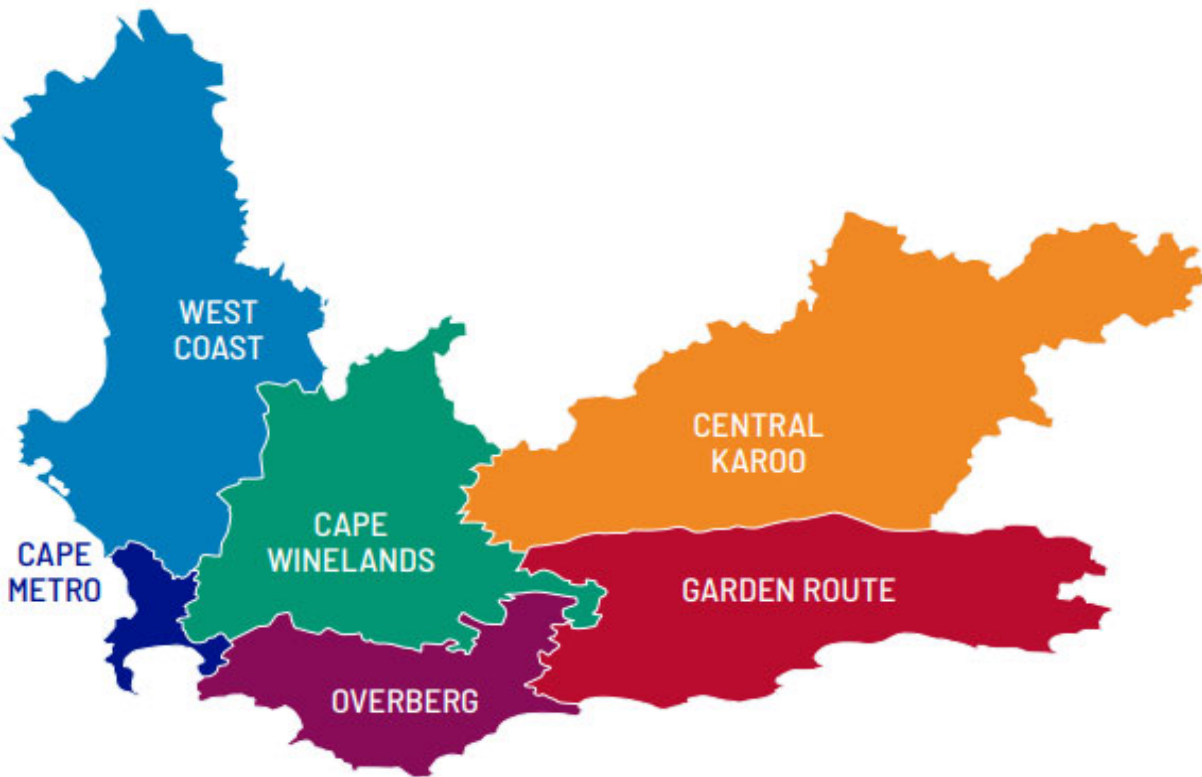 WEST
COAST
CENTRAL
KAROO
CAPE
WINELANDS
CAPE
METRO
GARDEN ROUTE
OVERBERG